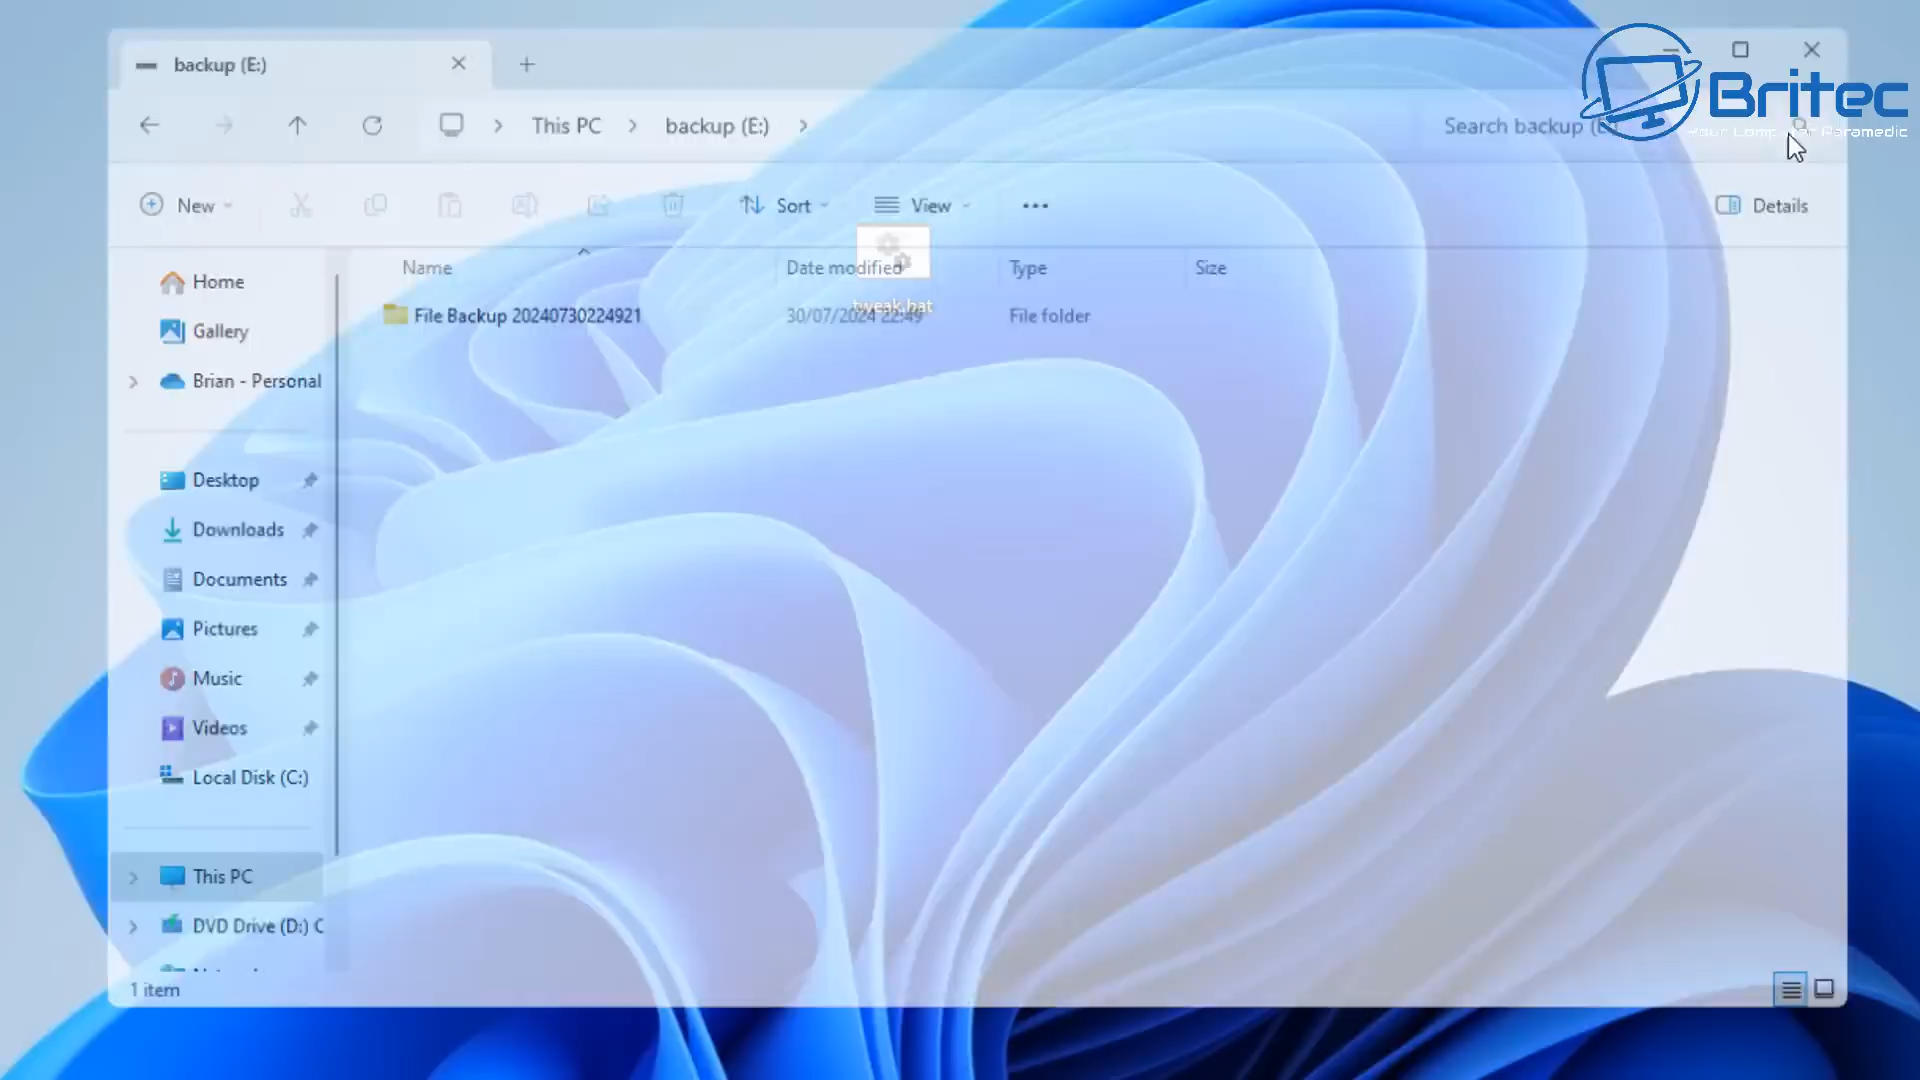 backup (E:)
Britec
Your Computer Paramedic
This PC
backup (E:)
Search backup (E:)
New
Sort
View
Details
Name
Date modified
Type
Size
tweak.bat
File Backup 20240730224921
30/07/2024 22:49
File folder
Home
Gallery
Brian - Personal
Desktop
Downloads
Documents
Pictures
Music
Videos
Local Disk (C:)
This PC
DVD Drive (D:) C
1 item